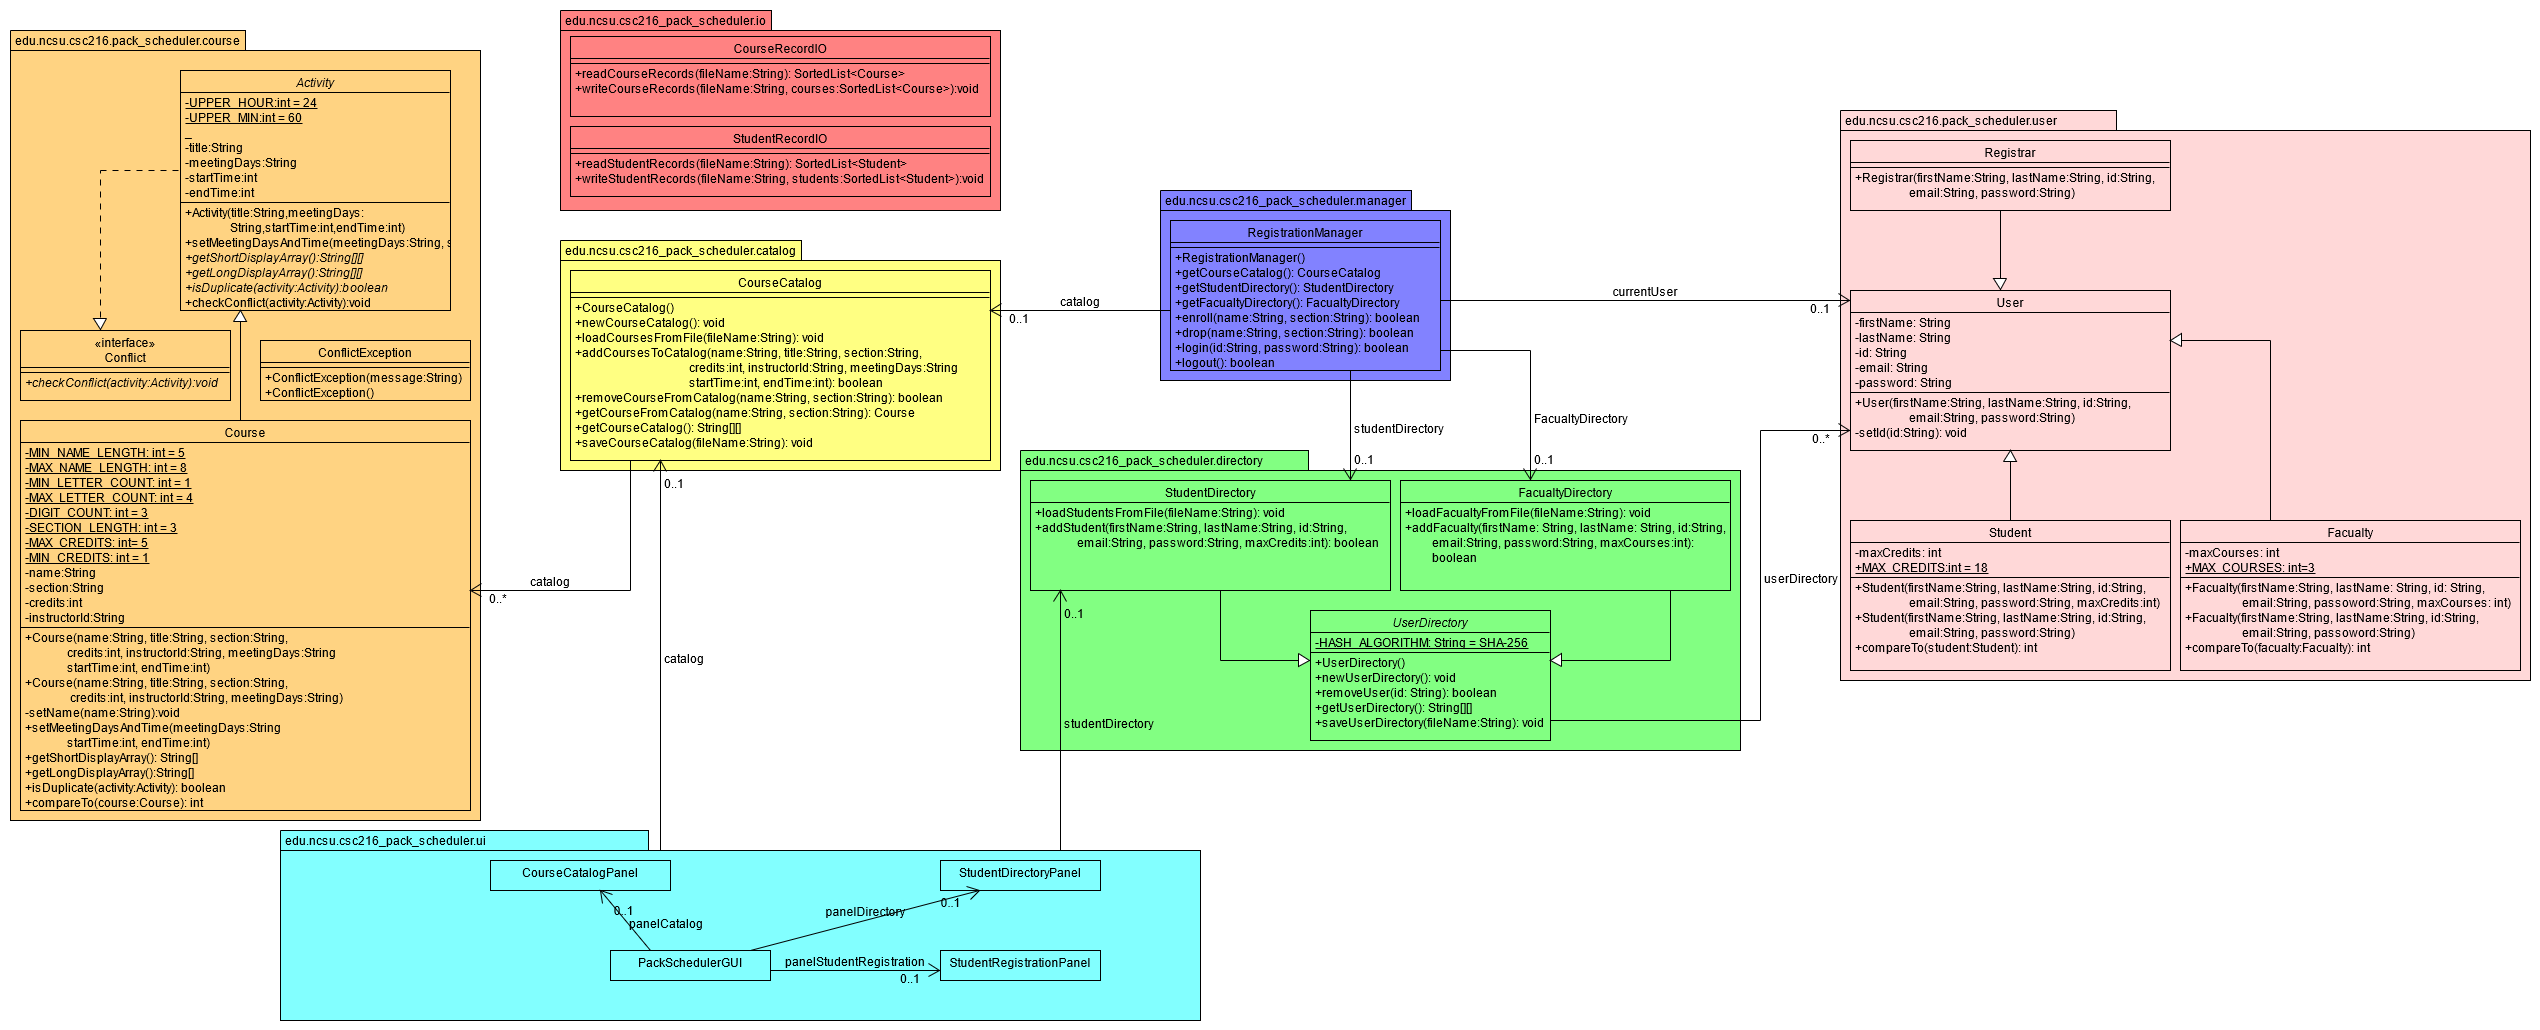 edu.ncsu.csc216.pack_scheduler.course
Activity
-UPPER_HOUR:int = 24
-UPPER_MIN:int = 60
_
-title:String
-meetingDays:String
-startTime:int
-endTime:int
+Activity(title:String,meetingDays:
String,startTime:int,endTime:int)
+setMeetingDaysAndTime(meetingDays:String, s
+getShortDisplayArray():String[][]
+getLongDisplayArray():String[][]
+isDuplicate(activity:Activity):boolean
+checkConflict(activity:Activity):void
«interface»
Conflict
+checkConflict(activity:Activity):void
ConflictException
+ConflictException(message:String)
+ConflictException()
Course
-MIN_NAME_LENGTH: int = 5
-MAX_NAME_LENGTH: int = 8
-MIN_LETTER_COUNT: int = 1
-MAX_LETTER_COUNT: int = 4
-DIGIT_COUNT: int = 3
-SECTION_LENGTH: int = 3
-MAX_CREDITS: int= 5
-MIN_CREDITS: int = 1
-name:String
-section:String
-credits:int
-instructorId:String
+Course(name:String, title:String, section:String,
credits:int, instructorId:String, meetingDays:String
startTime:int, endTime:int)
+Course(name:String, title:String, section:String,
credits:int, instructorId:String, meetingDays:String)
-setName(name:String):void
+setMeetingDaysAndTime(meetingDays:String
startTime:int, endTime:int)
+getShortDisplayArray(): String[]
+getLongDisplayArray():String[]
+isDuplicate(activity:Activity): boolean
+compareTo(course:Course): int
edu.ncsu.csc216_pack_scheduler.io
CourseRecordIO
+readCourseRecords(fileName:String): SortedList<Course>
+writeCourseRecords(fileName:String, courses:SortedList<Course>):void
StudentRecordIO
+readStudentRecords(fileName:String): SortedList<Student>
+writeStudentRecords(fileName:String, students:SortedList<Student>):void
edu.ncsu.csc216_pack_scheduler.catalog
CourseCatalog
+CourseCatalog()
+newCourseCatalog(): void
+loadCoursesFromFile(fileName:String): void
+addCoursesToCatalog(name:String, title:String, section:String,
credits:int, instructorId:String, meetingDays:String
startTime:int, endTime:int): boolean
+removeCourseFromCatalog(name:String, section:String): boolean
+getCourseFromCatalog(name:String, section:String): Course
+getCourseCatalog(): String[][]
+saveCourseCatalog(fileName:String): void
catalog
0..*
catalog
0..1
catalog
0..1
edu.ncsu.csc216_pack_scheduler.manager
RegistrationManager
+RegistrationManager()
+getCourseCatalog(): CourseCatalog
+getStudentDirectory(): StudentDirectory
+getFacualtyDirectory(): FacualtyDirectory
+enroll(name:String, section:String): boolean
+drop(name:String, section:String): boolean
+login(id:String, password:String): boolean
+logout(): boolean
currentUser
0..1
studentDirectory
0..1
FacualtyDirectory
0..1
edu.ncsu.csc216_pack_scheduler.directory
StudentDirectory
+loadStudentsFromFile(fileName:String): void
+addStudent(firstName:String, lastName:String, id:String,
email:String, password:String, maxCredits:int): boolean
FacualtyDirectory
+loadFacualtyFromFile(fileName:String): void
+addFacualty(firstName: String, lastName: String, id:String,
email:String, password:String, maxCourses:int):
boolean
UserDirectory
-HASH_ALGORITHM: String = SHA-256
+UserDirectory()
+newUserDirectory(): void
+removeUser(id: String): boolean
+getUserDirectory(): String[][]
+saveUserDirectory(fileName:String): void
0..1
studentDirectory
userDirectory
0..*
edu.ncsu.csc216.pack_scheduler.user
Registrar
+Registrar(firstName:String, lastName:String, id:String,
email:String, password:String)
User
-firstName: String
-lastName: String
-id: String
-email: String
-password: String
+User(firstName:String, lastName:String, id:String,
email:String, password:String)
-setId(id:String): void
Student
-maxCredits: int
+MAX_CREDITS:int = 18
+Student(firstName:String, lastName:String, id:String,
email:String, password:String, maxCredits:int)
+Student(firstName:String, lastName:String, id:String,
email:String, password:String)
+compareTo(student:Student): int
Facualty
-maxCourses: int
+MAX_COURSES: int=3
+Facualty(firstName:String, lastName: String, id: String,
email:String, passoword:String, maxCourses: int)
+Facualty(firstName:String, lastName:String, id:String,
email:String, passoword:String)
+compareTo(facualty:Facualty): int
edu.ncsu.csc216_pack_scheduler.ui
CourseCatalogPanel
StudentDirectoryPanel
0..1
panelCatalog
panelDirectory
0..1
PackSchedulerGUI
panelStudentRegistration
0..1
StudentRegistrationPanel